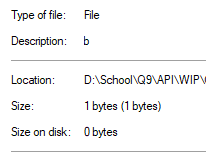 Type of file: File
Description: b
Location: D:\School\Q9\API\WIP\
Size: 1 bytes (1 bytes)
Size on disk: 0 bytes